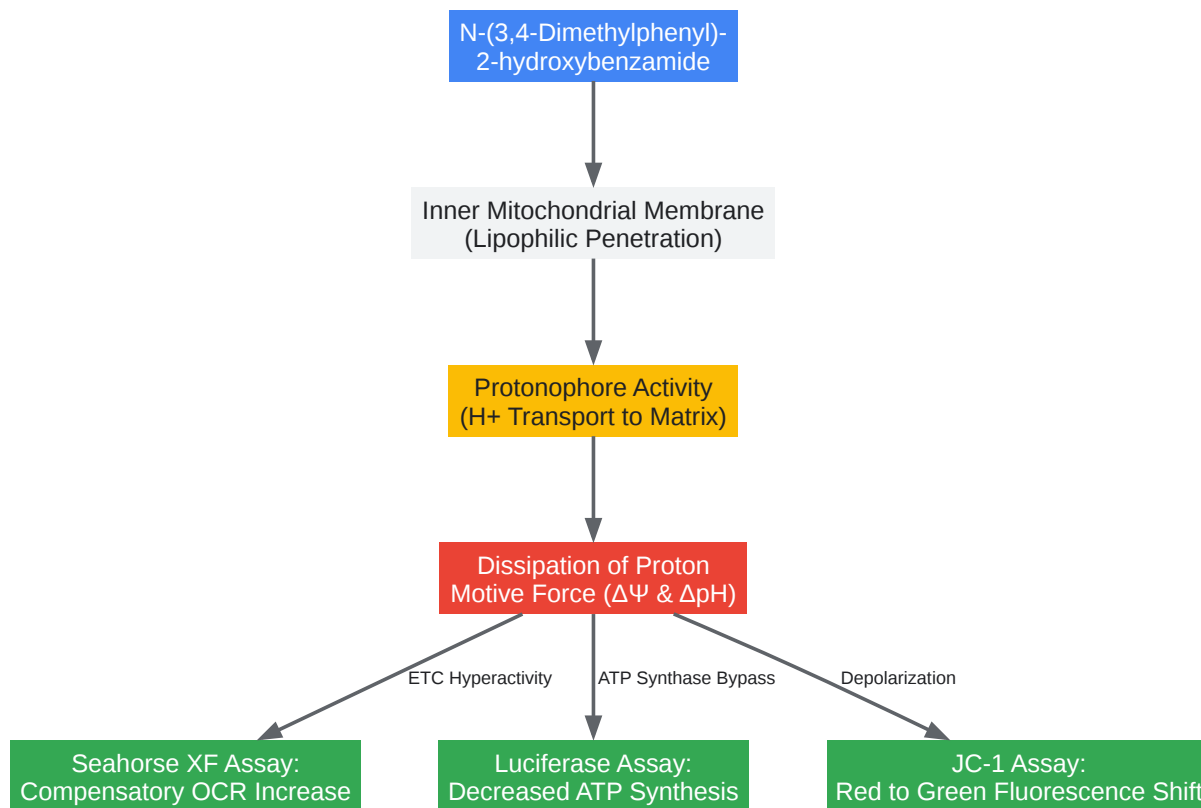 N-(3,4-Dimethylphenyl)-
2-hydroxybenzamide
Inner Mitochondrial Membrane
(Lipophilic Penetration)
Protonophore Activity
(H+ Transport to Matrix)
Dissipation of Proton
Motive Force (ΔΨ & ΔpH)
ETC Hyperactivity
ATP Synthase Bypass
Depolarization
Seahorse XF Assay:
Compensatory OCR Increase
Luciferase Assay:
Decreased ATP Synthesis
JC-1 Assay:
Red to Green Fluorescence Shift